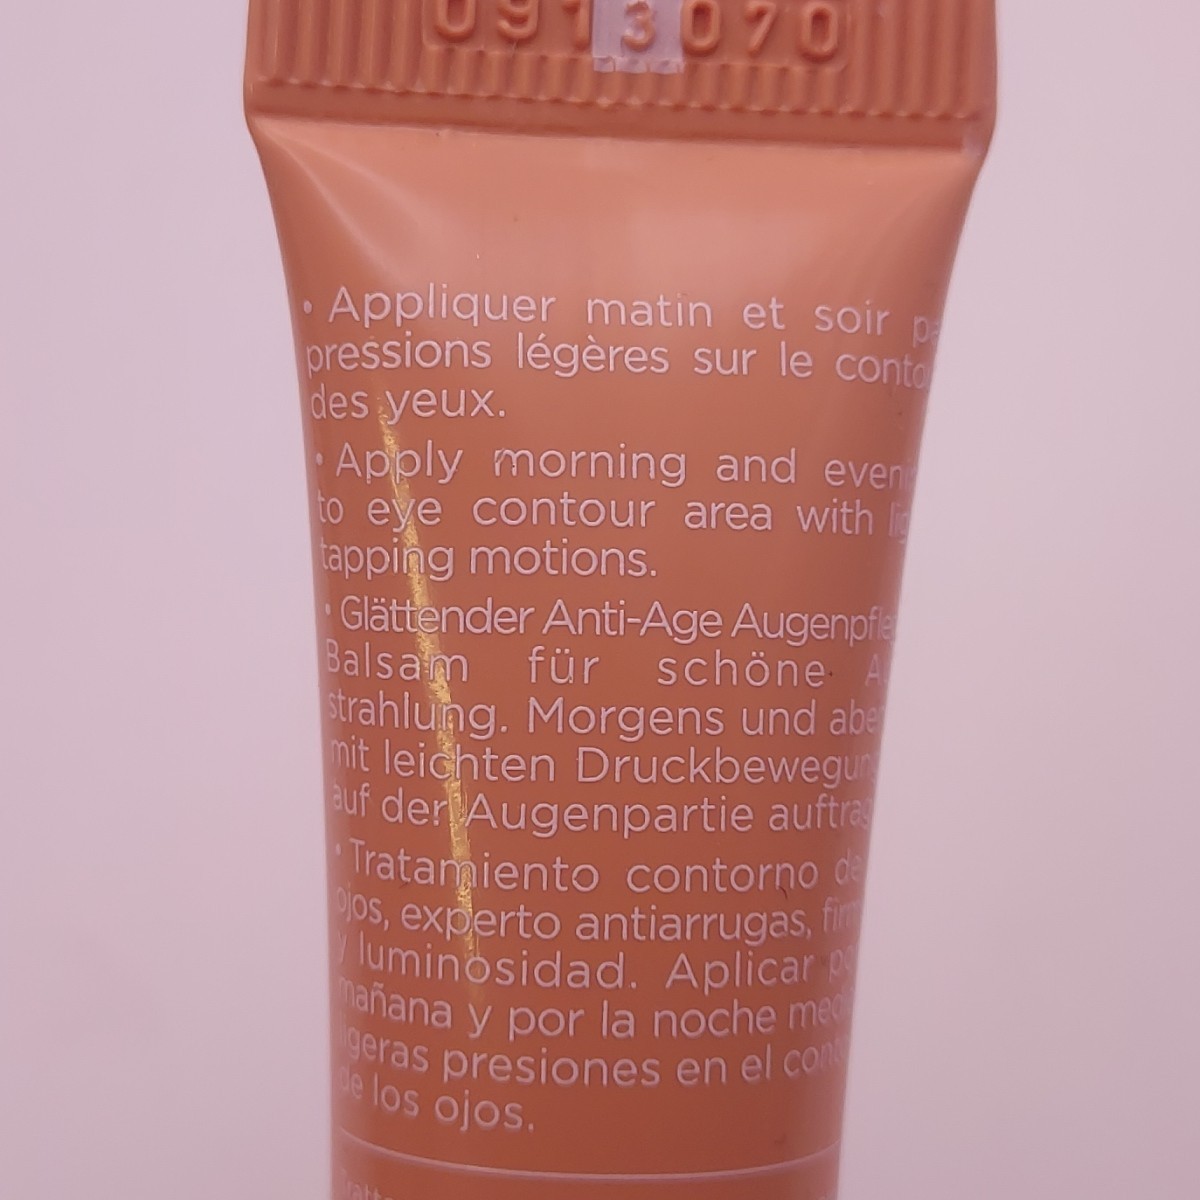 0913070
• Appliquer matin et soir
pressions légères sur le
des yeux.
• Apply morning and
to eye contour area with
tapping motions.
• Glättender Anti-Age
Balsam für schöne
strahlung. Morgens und
mit leichten
auf der Augenpartie
• Tratamiento contorno
ojos, experto antiarrugas,
y luminosidad. Aplicar
mañana y por la noche
ligeras presiones en el
de los ojos.